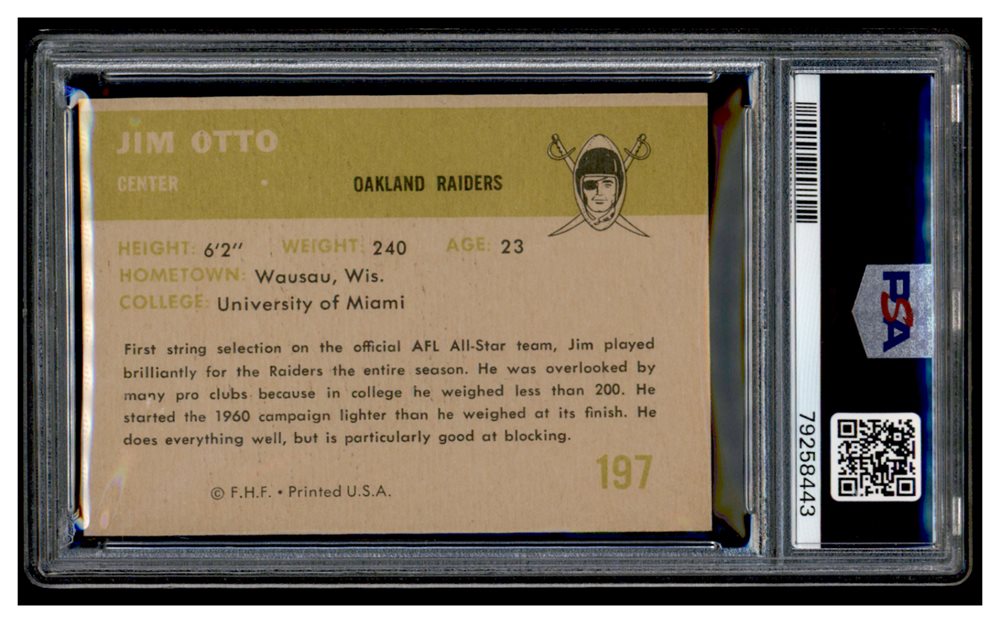 JIM OTTO
CENTER
OAKLAND RAIDERS
HEIGHT: 6'2" WEIGHT: 240 AGE: 23
HOMETOWN: Wausau, Wis.
COLLEGE: University of Miami
First string selection on the official AFL All-Star team, Jim played
brilliantly for the Raiders the entire season. He was overlooked by
many pro clubs because in college he weighed less than 200. He
started the 1960 campaign lighter than he weighed at its finish. He
does everything well, but is particularly good at blocking.
197
© F.H.F. • Printed U.S.A.
PSA
79258443